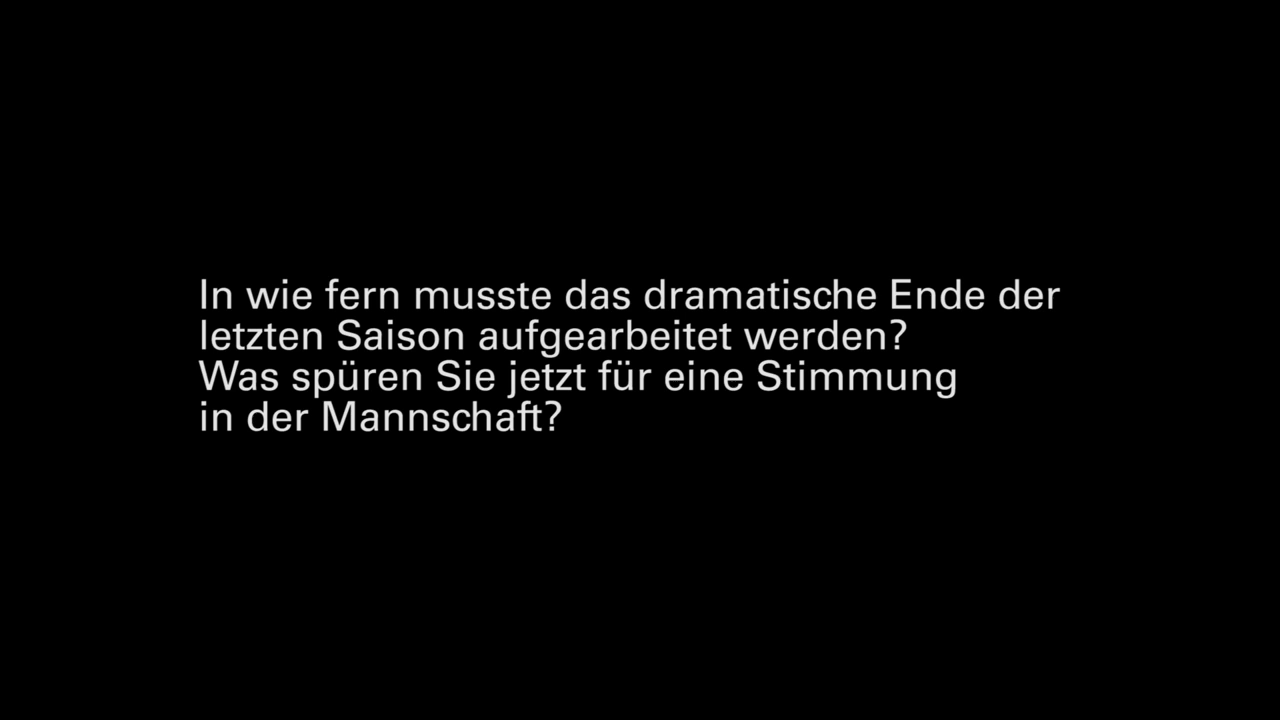 In wie fern musste das dramatische Ende der
letzten Saison aufgearbeitet werden?
Was spüren Sie jetzt für eine Stimmung
in der Mannschaft?